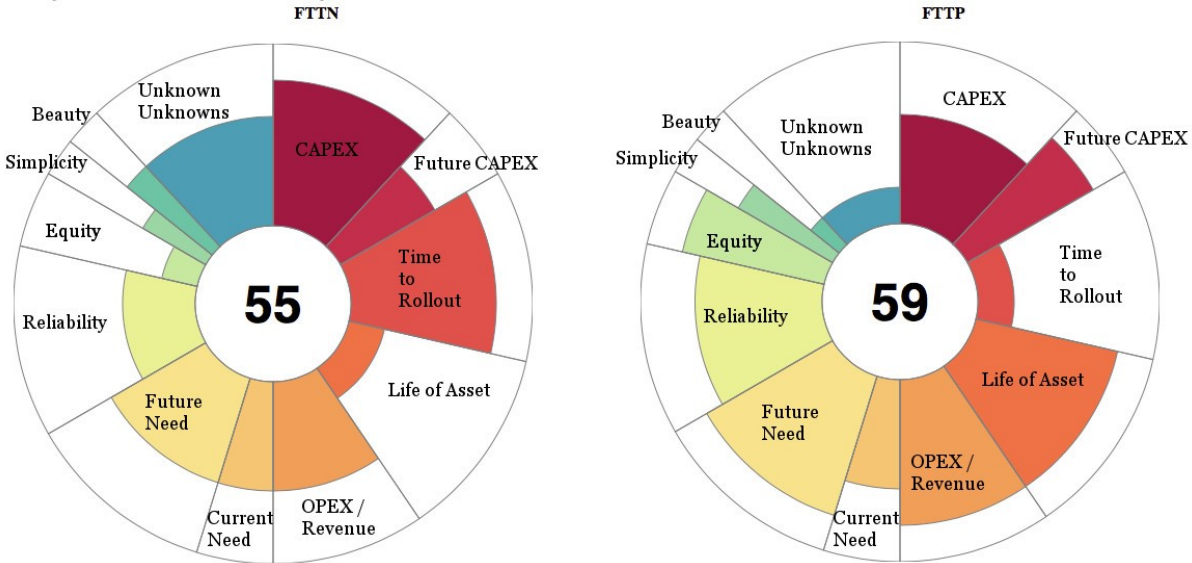 FTTN
Unknown
Unknowns
Beauty
CAPEX
Simplicity
Future CAPEX
Equity
Time
to
Rollout
55
Reliability
Life of Asset
Future
Need
OPEX /
Revenue
Current
Need
FTTP
CAPEX
Beauty
Unknown
Unknowns
Future CAPEX
Simplicity
Equity
Time
to
Rollout
59
Reliability
Life of Asset
Future
Need
OPEX /
Revenue
Current
Need